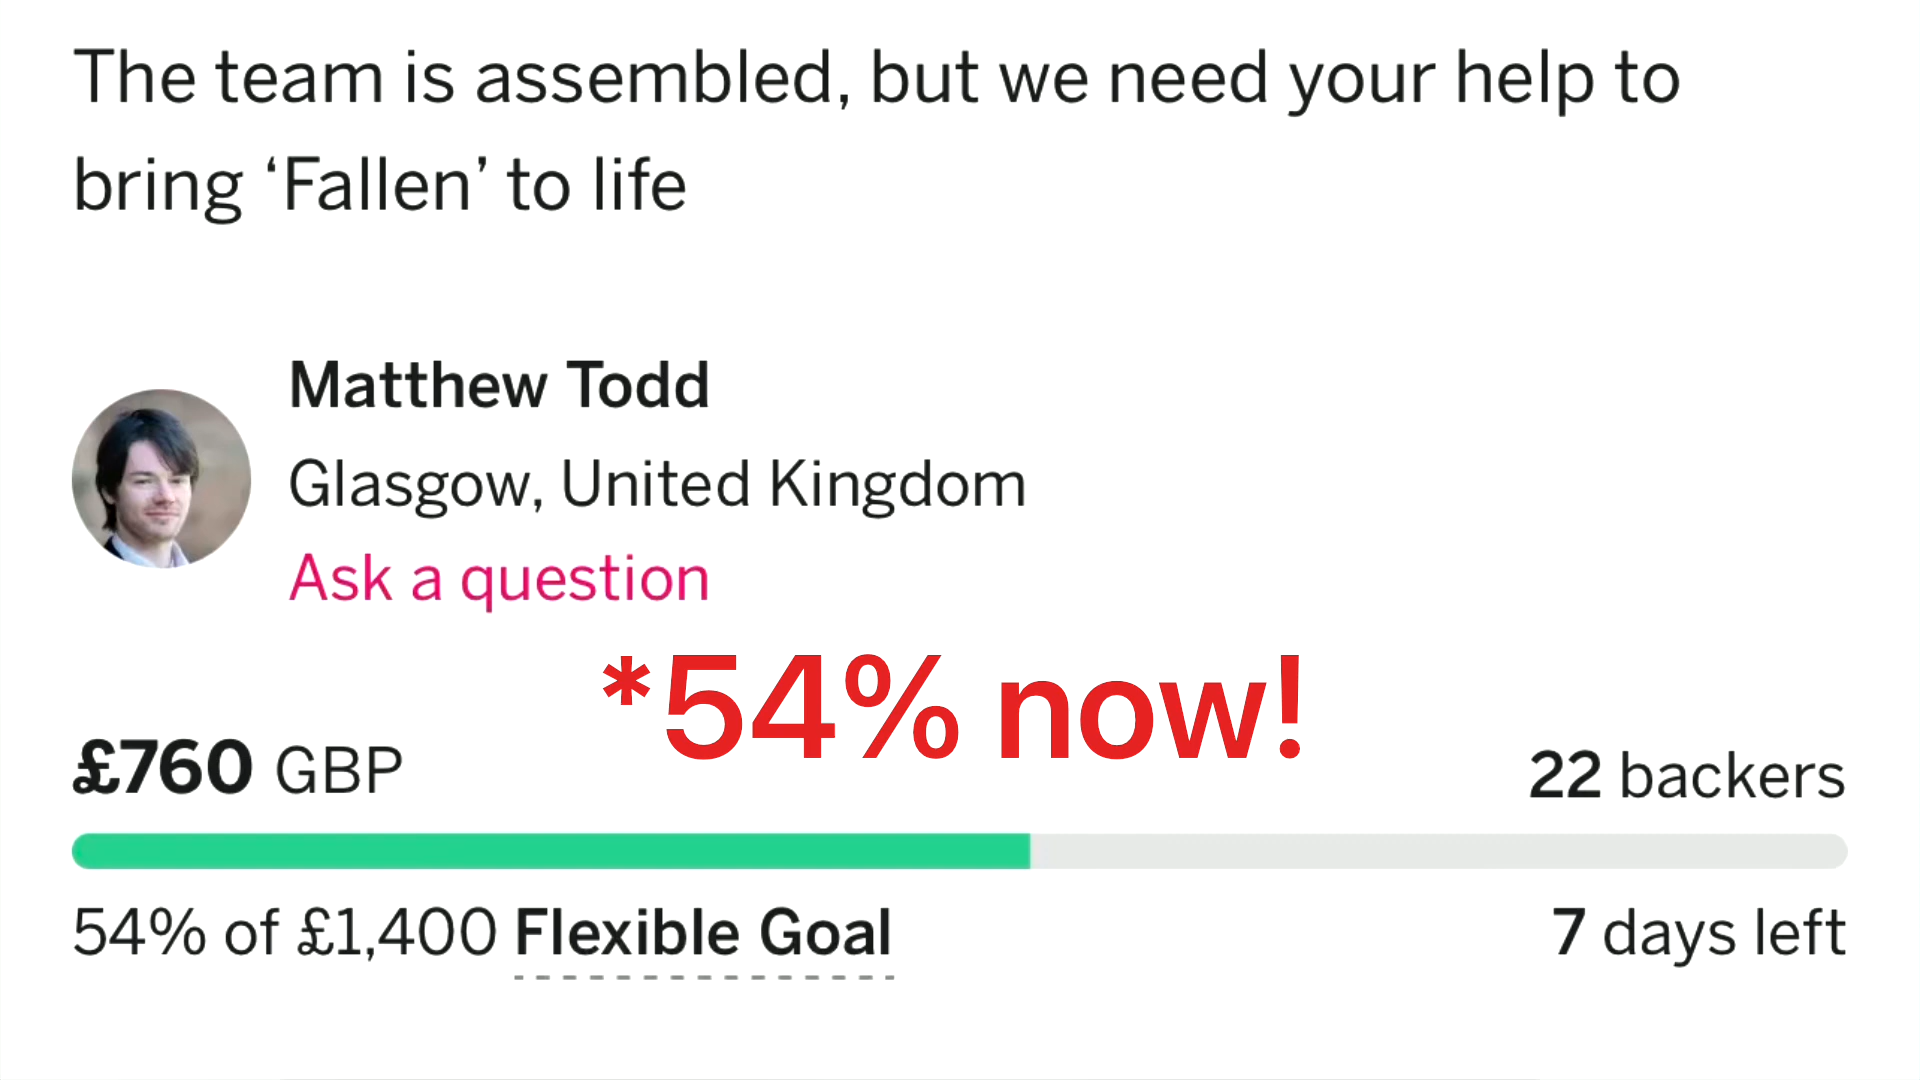 The team is assembled, but we need your help to
bring ‘Fallen’ to life
Matthew Todd
Glasgow, United Kingdom
Ask a question
*54% now!
£760 GBP
22 backers
54% of £1,400 Flexible Goal
7 days left